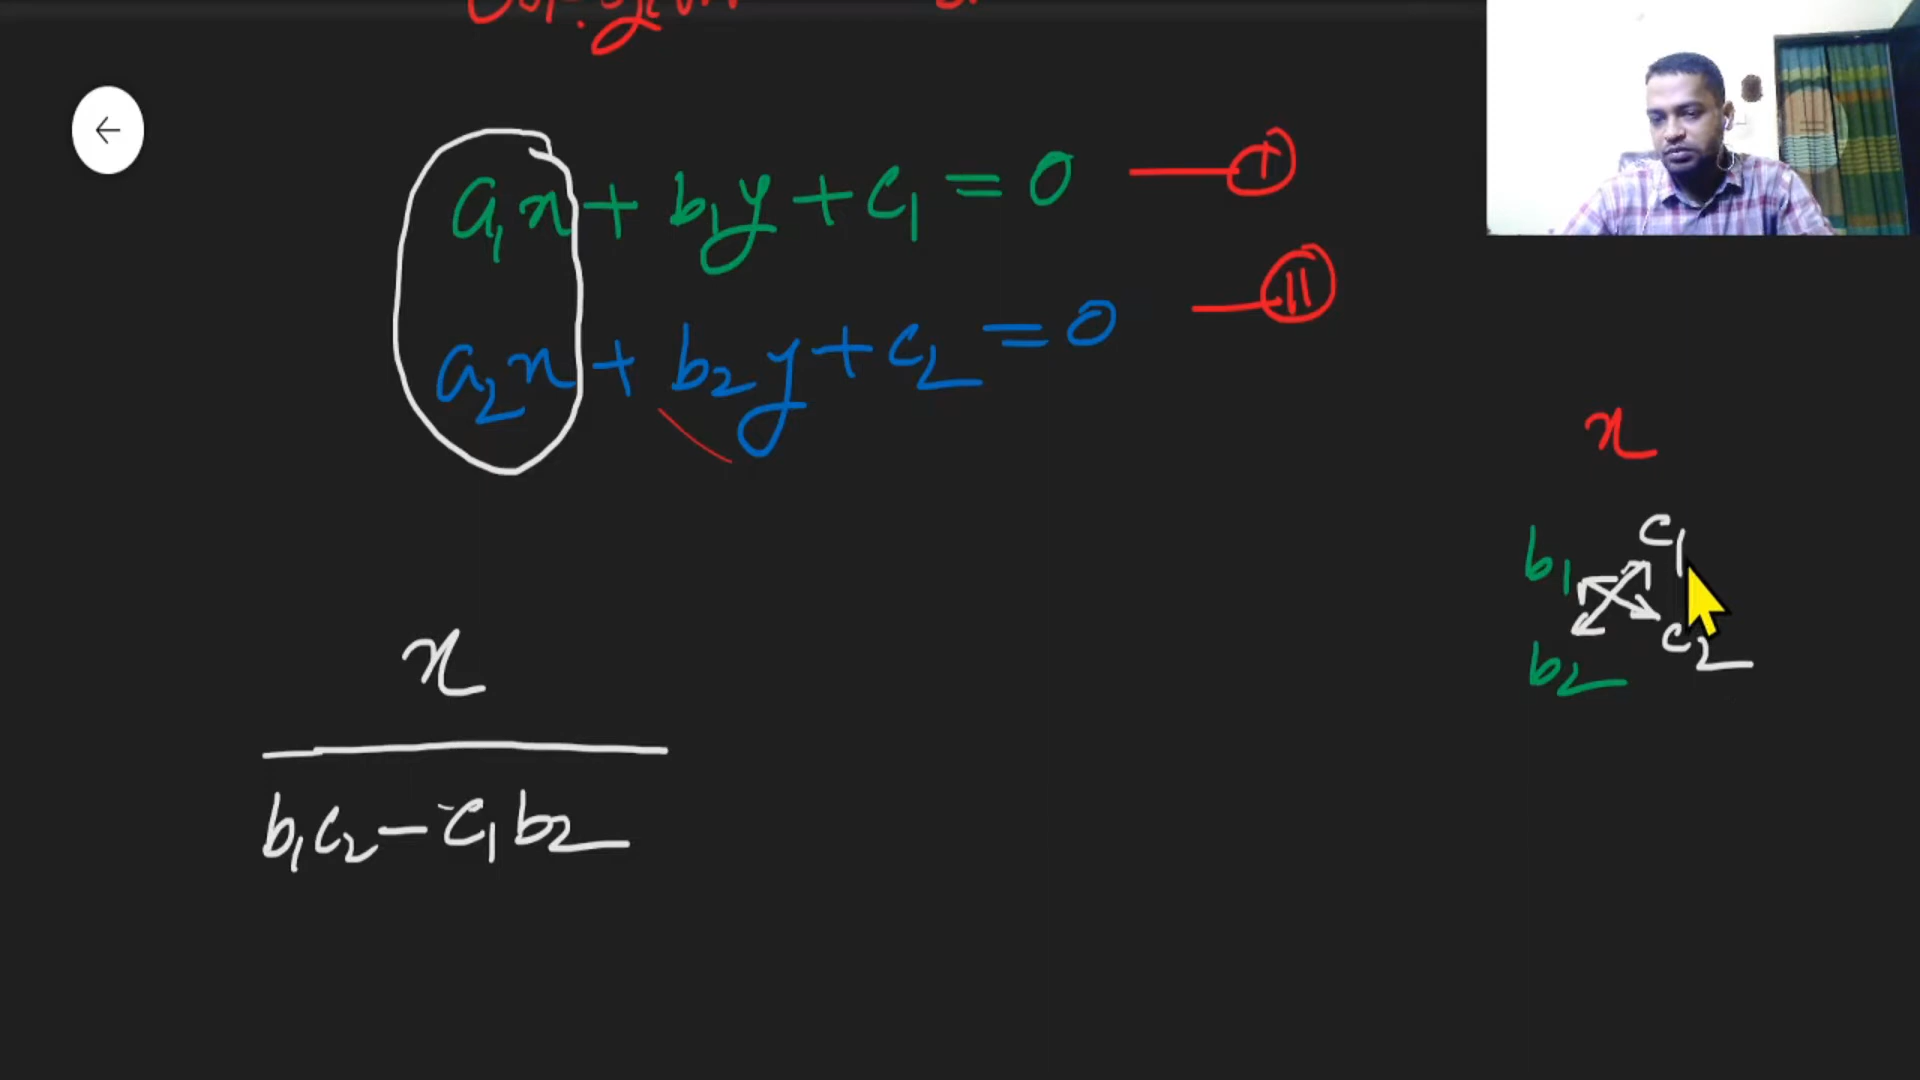 a₁x + b₁y + c₁ = 0 —— I
a₂x + b₂y + c₂ = 0 —— II
x
b₁ c₁
b₂ c₂
x
b₁c₂ - c₁b₂